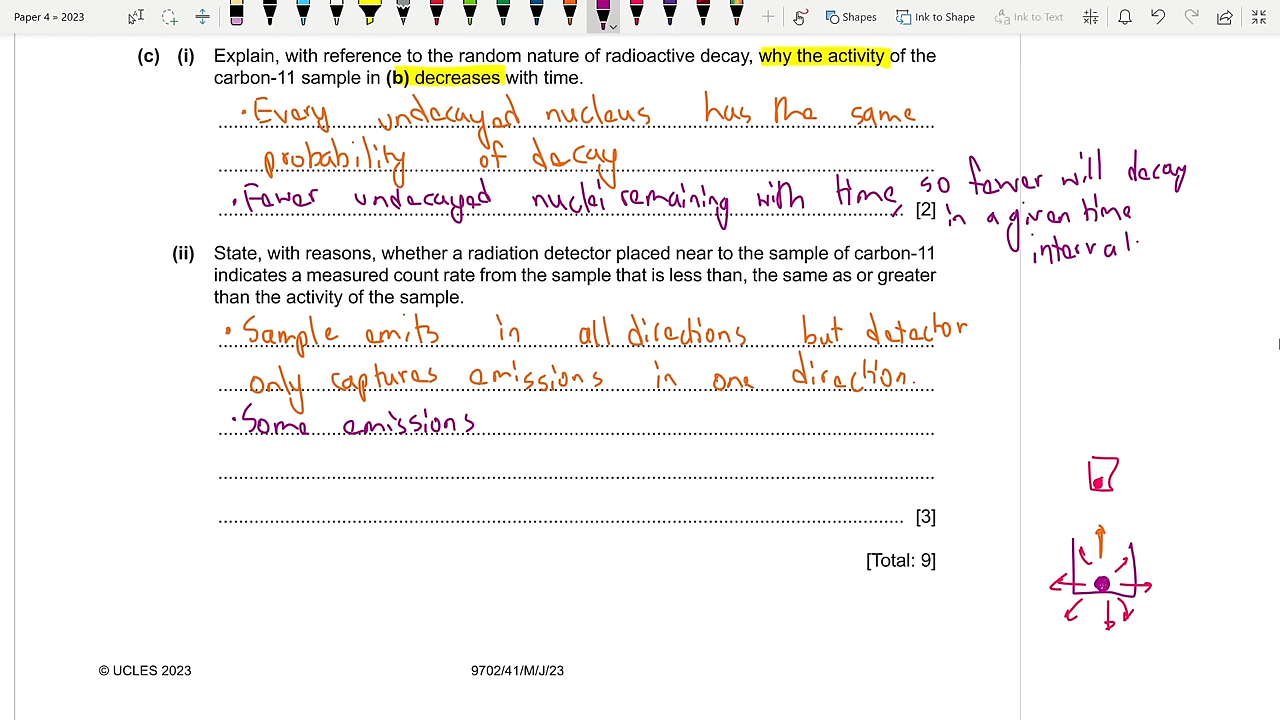 Paper 4 » 2023
Shapes
Ink to Shape
Ink to Text
(c) (i) Explain, with reference to the random nature of radioactive decay, why the activity of the
carbon-11 sample in (b) decreases with time.
• Every undecayed nucleus has the same
probability of decay
• Fewer undecayed nuclei remaining with time, so fewer will decay
[2] in a given time
interval.
(ii) State, with reasons, whether a radiation detector placed near to the sample of carbon-11
indicates a measured count rate from the sample that is less than, the same as or greater
than the activity of the sample.
• Sample emits in all directions but detector
only captures emissions in one direction.
• Some emissions
[3]
[Total: 9]
© UCLES 2023
9702/41/M/J/23